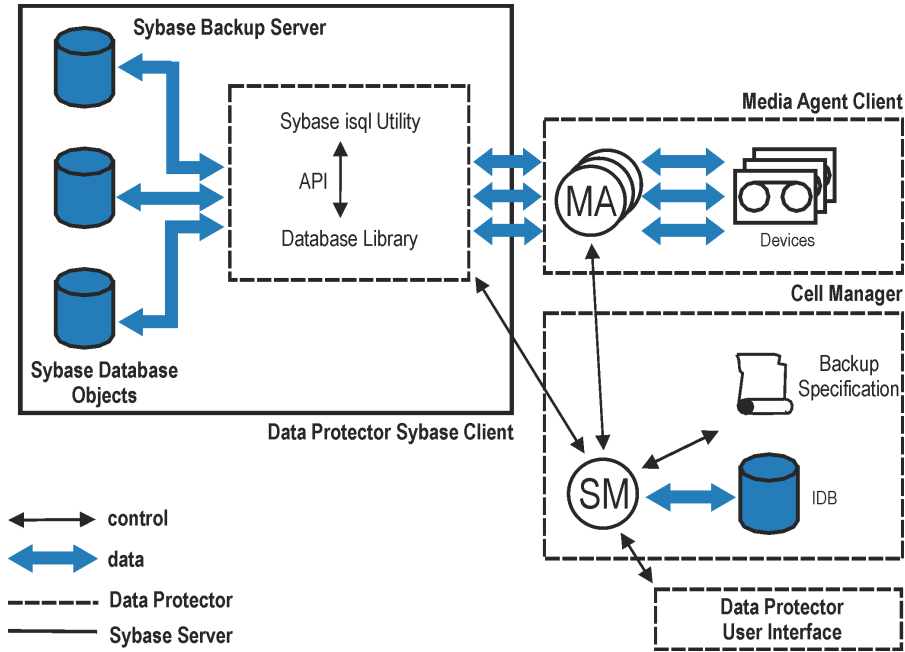 Sybase Backup Server
Sybase isql Utility
API
Database Library
Sybase Database
Objects
Data Protector Sybase Client
Media Agent Client
MA
Devices
Cell Manager
Backup
Specification
SM
IDB
Data Protector
User Interface
control
data
Data Protector
Sybase Server